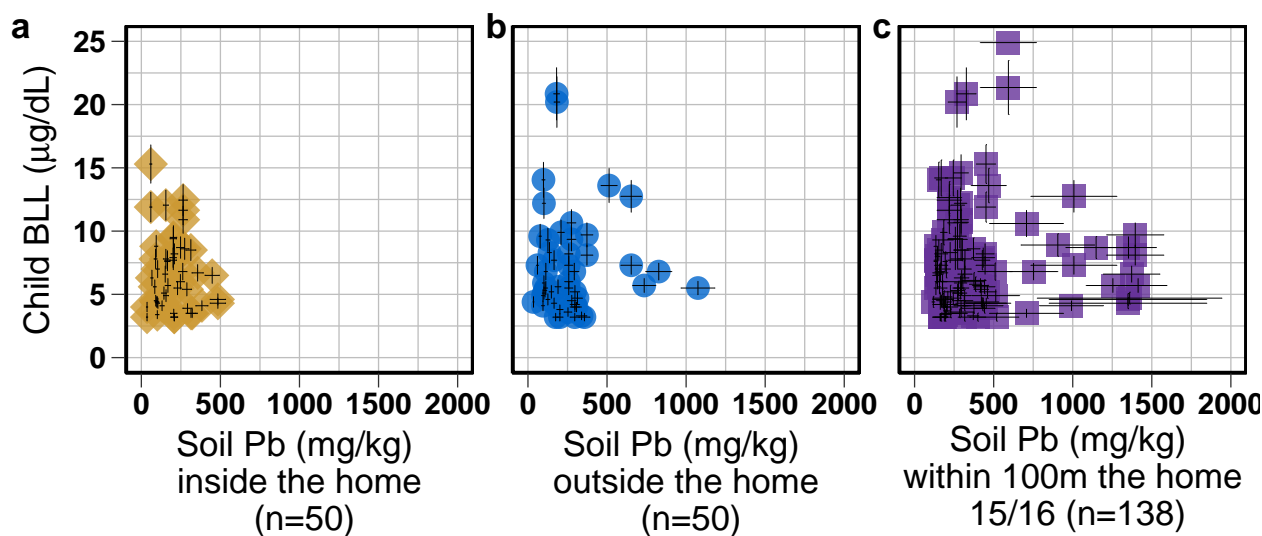 a b c
Child BLL (µg/dL)
25
20
15
10
5
0
0 500 1000 1500 2000
0 500 1000 1500 2000
0 500 1000 1500 2000
Soil Pb (mg/kg)
inside the home
(n=50)
Soil Pb (mg/kg)
outside the home
(n=50)
Soil Pb (mg/kg)
within 100m the home
15/16 (n=138)